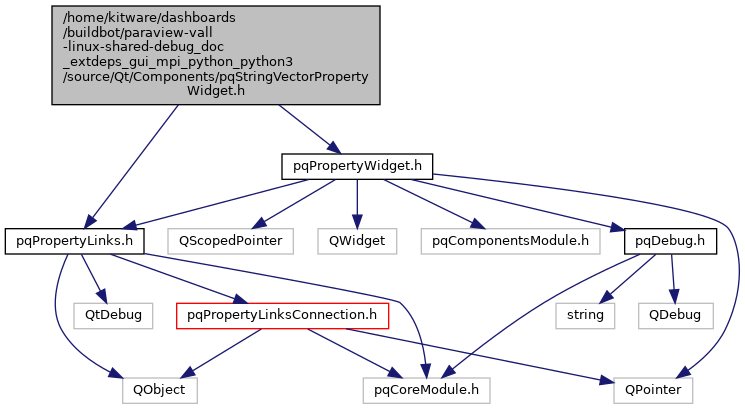 /home/kitware/dashboards
/buildbot/paraview-vall
-linux-shared-debug_doc
_extdeps_gui_mpi_python_python3
/source/Qt/Components/pqStringVectorProperty
Widget.h
pqPropertyWidget.h
pqPropertyLinks.h
QScopedPointer
QWidget
pqComponentsModule.h
pqDebug.h
QtDebug
pqPropertyLinksConnection.h
string
QDebug
QObject
pqCoreModule.h
QPointer